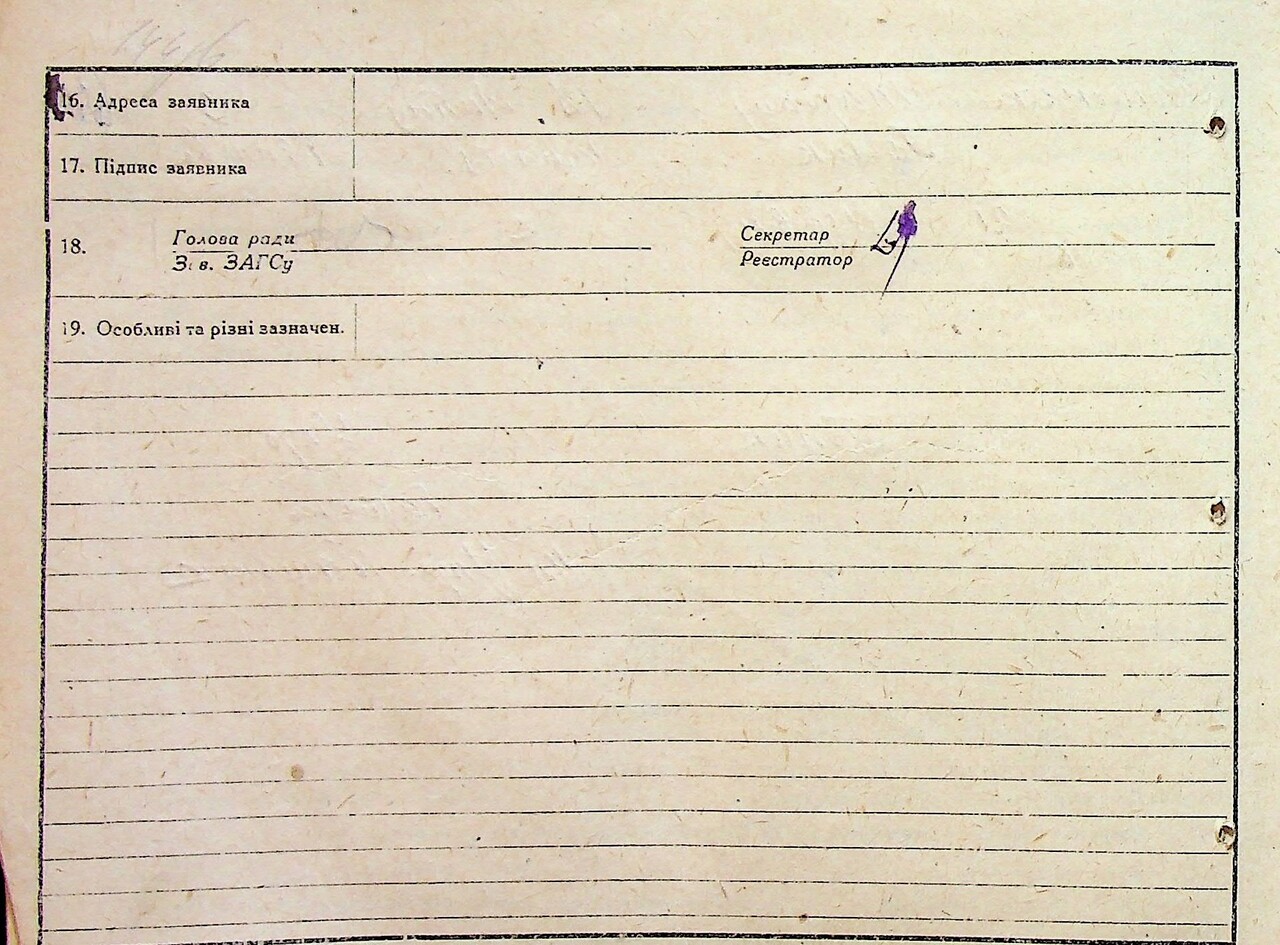 16. Адреса заявника
17. Підпис заявника
18. Голова ради Секретар
Зав. ЗАГСу Реєстратор
19. Особливі та різні зазначен.